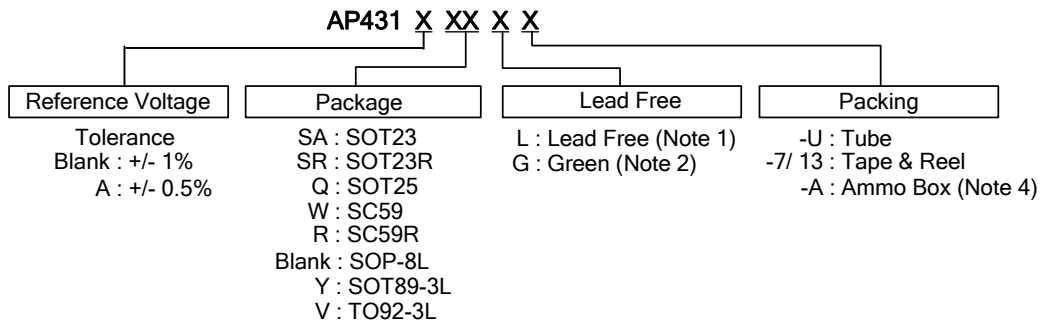 AP431 X XX X X
Reference Voltage
Tolerance
Blank : +/- 1%
A : +/- 0.5%
Package
SA : SOT23
SR : SOT23R
Q : SOT25
W : SC59
R : SC59R
Blank : SOP-8L
Y : SOT89-3L
V : TO92-3L
Lead Free
L : Lead Free (Note 1)
G : Green (Note 2)
Packing
-U : Tube
-7/ 13 : Tape & Reel
-A : Ammo Box (Note 4)